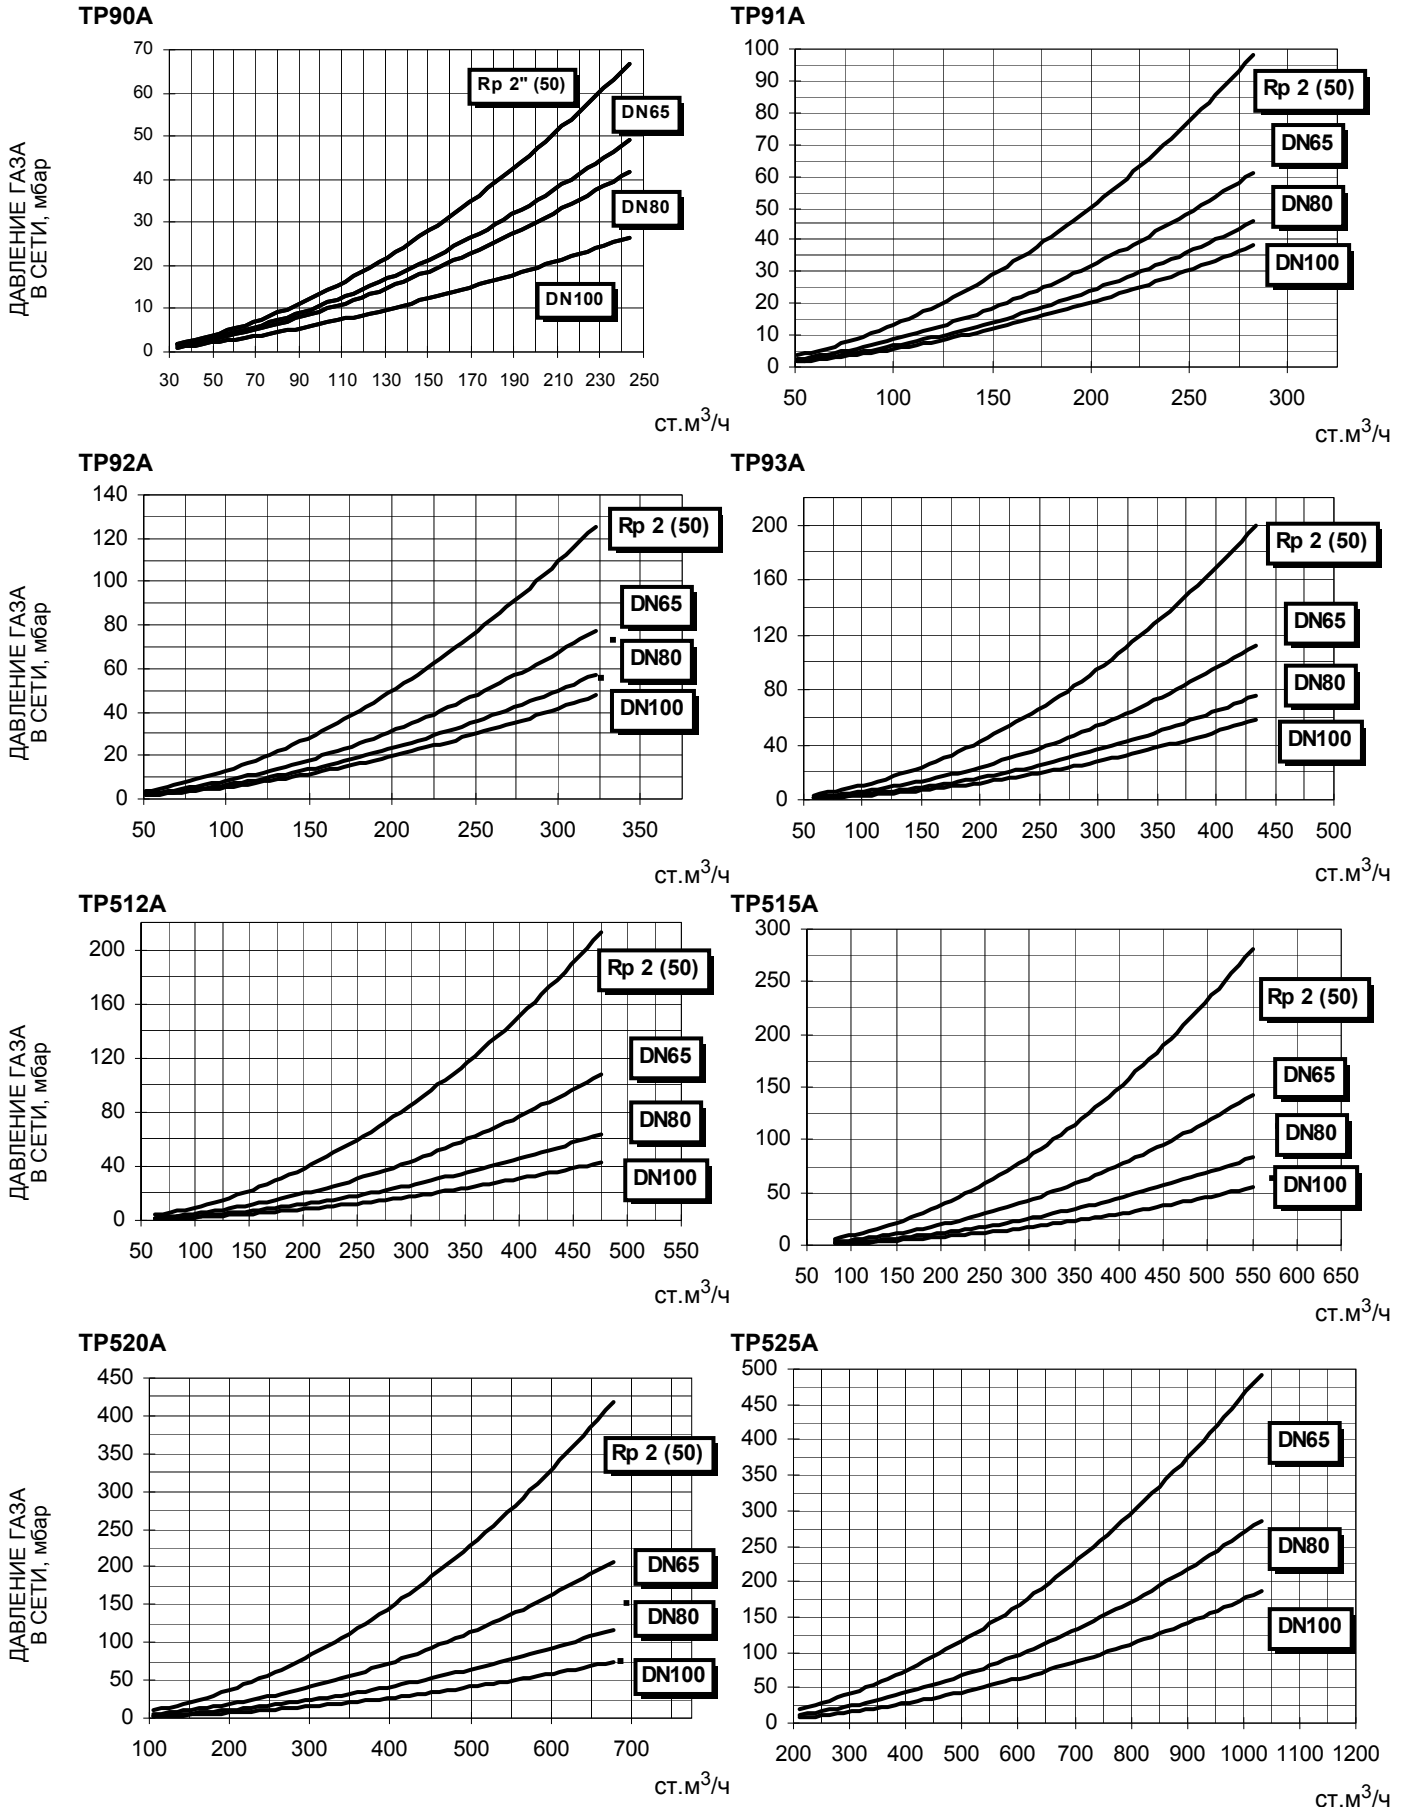 TP90A
ДАВЛЕНИЕ ГАЗА
В СЕТИ, мбар
70
60
50
40
30
20
10
0
Rp 2" (50)
DN65
DN80
DN100
30 50 70 90 110 130 150 170 190 210 230 250
ст.м³/ч
TP91A
100
90
80
70
60
50
40
30
20
10
0
Rp 2 (50)
DN65
DN80
DN100
50 100 150 200 250 300
ст.м³/ч
TP92A
ДАВЛЕНИЕ ГАЗА
В СЕТИ, мбар
140
120
100
80
60
40
20
0
Rp 2 (50)
DN65
DN80
DN100
50 100 150 200 250 300 350
ст.м³/ч
TP93A
200
160
120
80
40
0
Rp 2 (50)
DN65
DN80
DN100
50 100 150 200 250 300 350 400 450 500
ст.м³/ч
TP512A
ДАВЛЕНИЕ ГАЗА
В СЕТИ, мбар
200
160
120
80
40
0
Rp 2 (50)
DN65
DN80
DN100
50 100 150 200 250 300 350 400 450 500 550
ст.м³/ч
TP515A
300
250
200
150
100
50
0
Rp 2 (50)
DN65
DN80
DN100
50 100 150 200 250 300 350 400 450 500 550 600 650
ст.м³/ч
TP520A
ДАВЛЕНИЕ ГАЗА
В СЕТИ, мбар
450
400
350
300
250
200
150
100
50
0
Rp 2 (50)
DN65
DN80
DN100
100 200 300 400 500 600 700
ст.м³/ч
TP525A
500
450
400
350
300
250
200
150
100
50
0
DN65
DN80
DN100
200 300 400 500 600 700 800 900 1000 1100 1200
ст.м³/ч